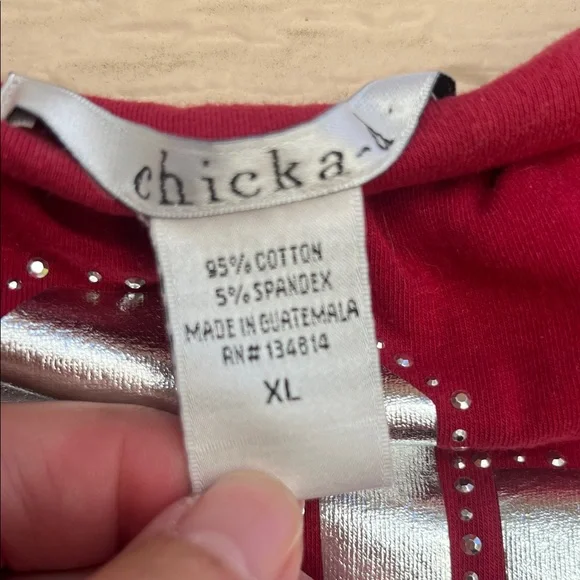 chicka-d
95% COTTON
5% SPANDEX
MADE IN GUATEMALA
RN# 134814
XL